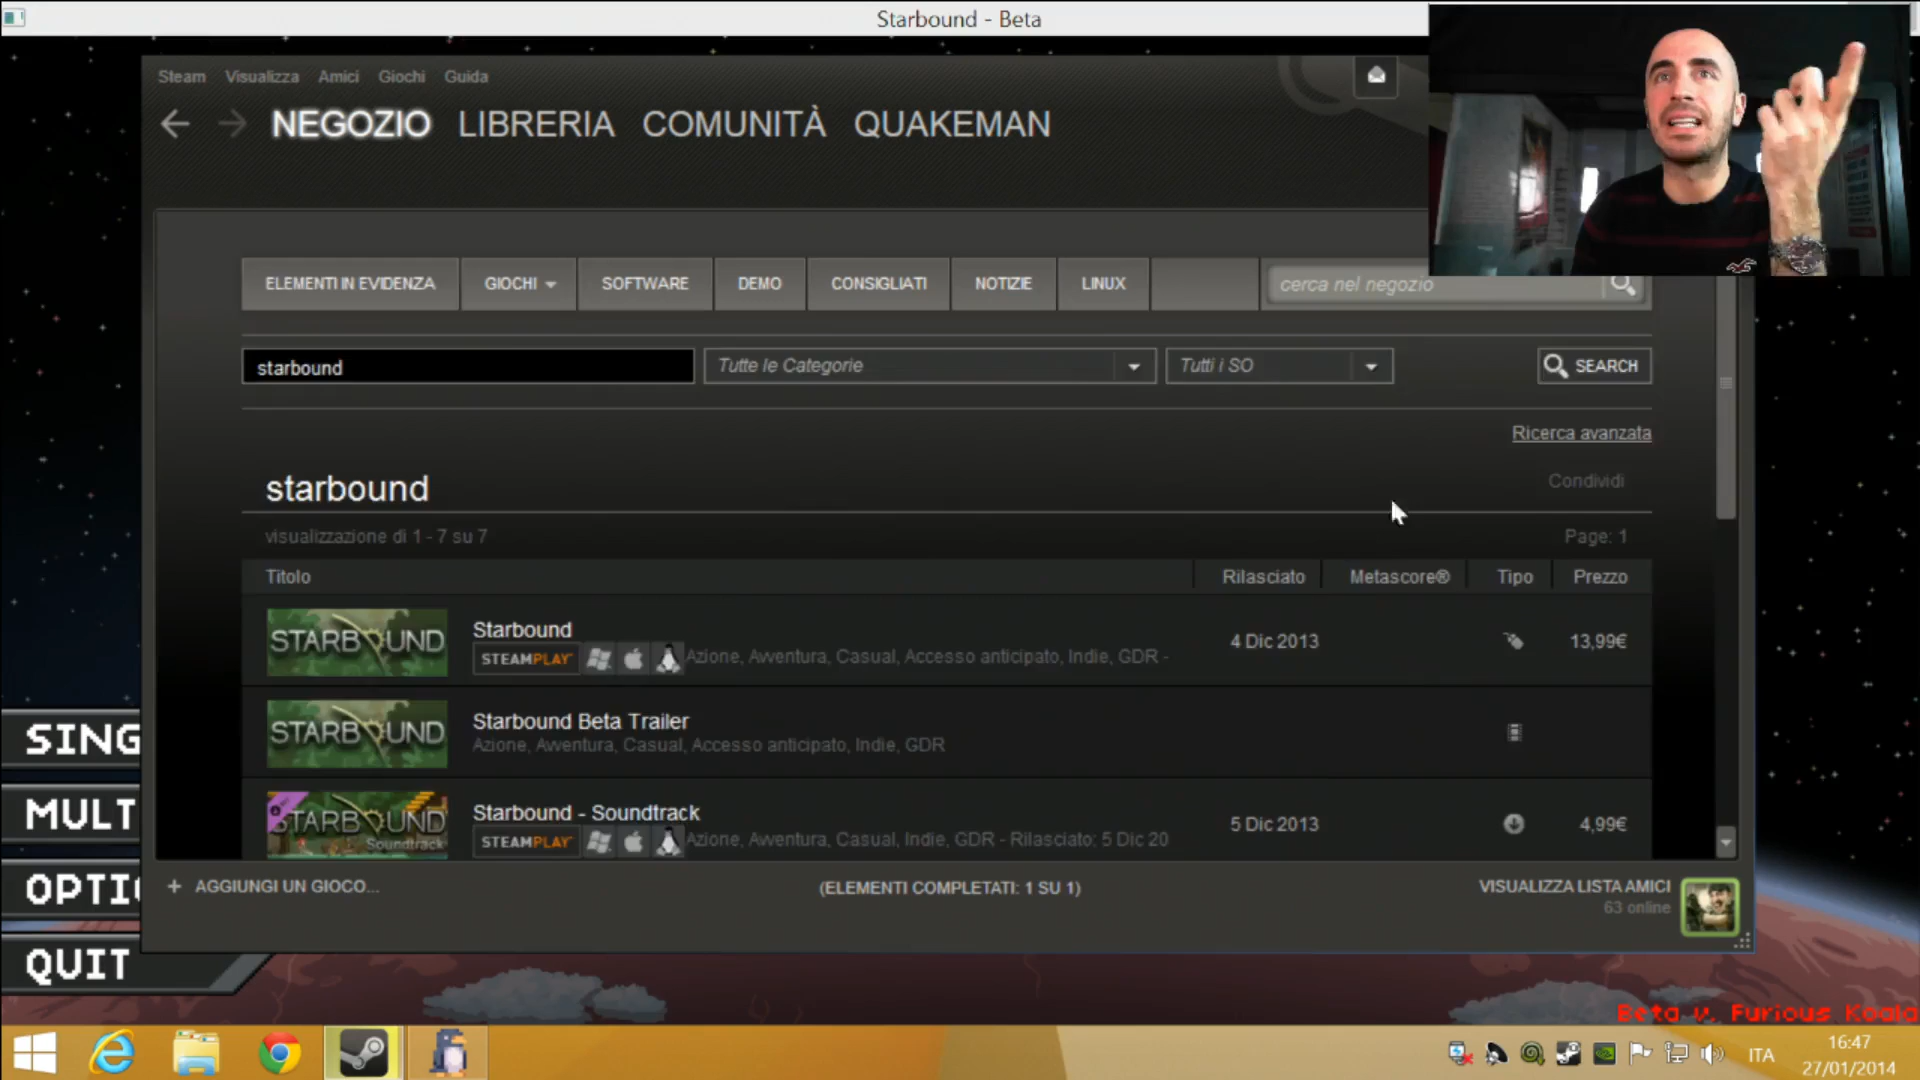 Starbound - Beta
Steam Visualizza Amici Giochi Guida
NEGOZIO LIBRERIA COMUNITÀ QUAKEMAN
ELEMENTI IN EVIDENZA GIOCHI SOFTWARE DEMO CONSIGLIATI NOTIZIE LINUX cerca nel negozio
starbound Tutte le Categorie Tutti i SO SEARCH
Ricerca avanzata
starbound Condividi
visualizzazione di 1 - 7 su 7 Page: 1
Titolo Rilasciato Metascore® Tipo Prezzo
STARBOUND Starbound 4 Dic 2013 13,99€
STEAMPLAY Azione, Avventura, Casual, Accesso anticipato, Indie, GDR -
STARBOUND Starbound Beta Trailer
Azione, Avventura, Casual, Accesso anticipato, Indie, GDR
STARBOUND Soundtrack Starbound - Soundtrack 5 Dic 2013 4,99€
STEAMPLAY Azione, Avventura, Casual, Indie, GDR - Rilasciato: 5 Dic 20
+ AGGIUNGI UN GIOCO... (ELEMENTI COMPLETATI: 1 SU 1) VISUALIZZA LISTA AMICI
63 online
SING
MULT
OPTI
QUIT
Beta v. Furious Koala
ITA 16:47
27/01/2014